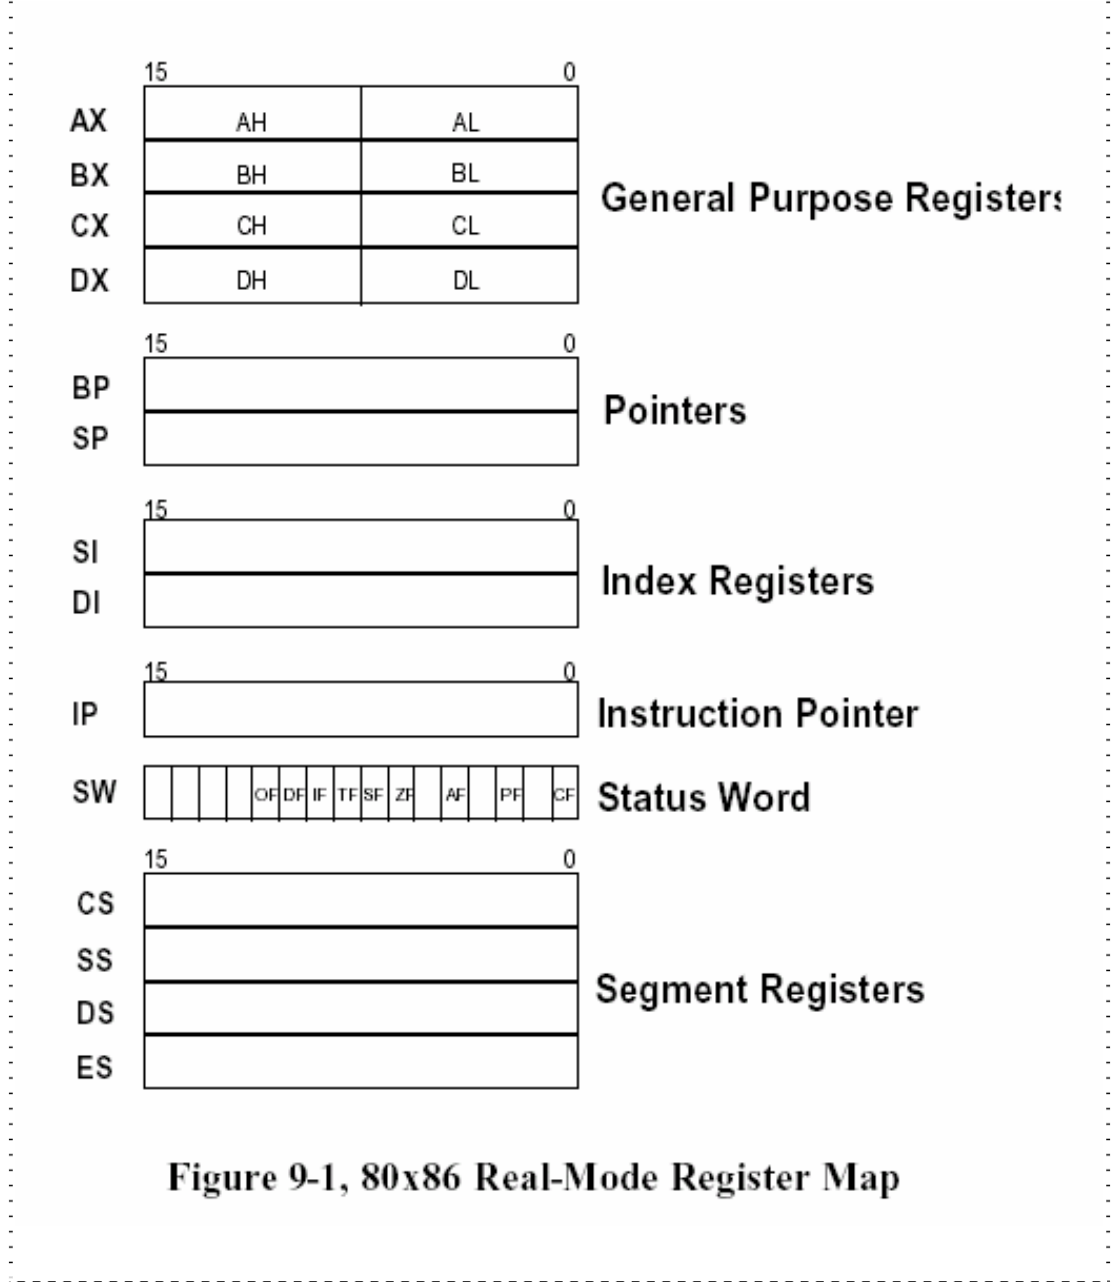 15 0
AX AH AL
BX BH BL
CX CH CL
DX DH DL
General Purpose Registers
15 0
BP
SP
Pointers
15 0
SI
DI
Index Registers
15 0
IP Instruction Pointer
SW OF DF IF TF SF ZF AF PF CF Status Word
15 0
CS
SS
DS
ES
Segment Registers
Figure 9-1, 80x86 Real-Mode Register Map